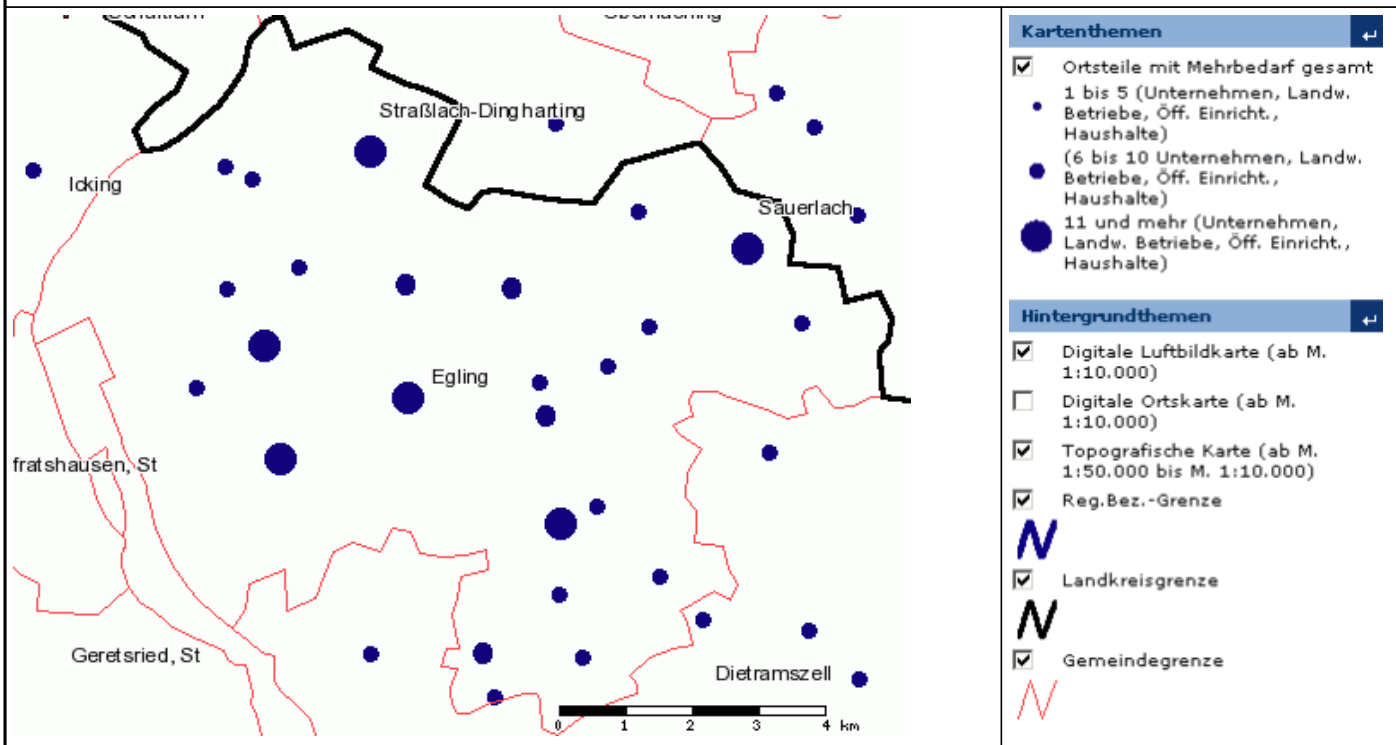 Straßlach-Dingharting
Icking
Sauerlach
Egling
fratshausen, St
Geretsried, St
Dietramszell
0 1 2 3 4 km
Kartenthemen
Ortsteile mit Mehrbedarf gesamt
1 bis 5 (Unternehmen, Landw.
Betriebe, Öff. Einricht.,
Haushalte)
(6 bis 10 Unternehmen, Landw.
Betriebe, Öff. Einricht.,
Haushalte)
11 und mehr (Unternehmen,
Landw. Betriebe, Öff. Einricht.,
Haushalte)
Hintergrundthemen
Digitale Luftbildkarte (ab M.
1:10.000)
Digitale Ortskarte (ab M.
1:10.000)
Topografische Karte (ab M.
1:50.000 bis M. 1:10.000)
Reg.Bez.-Grenze
Landkreisgrenze
Gemeindegrenze